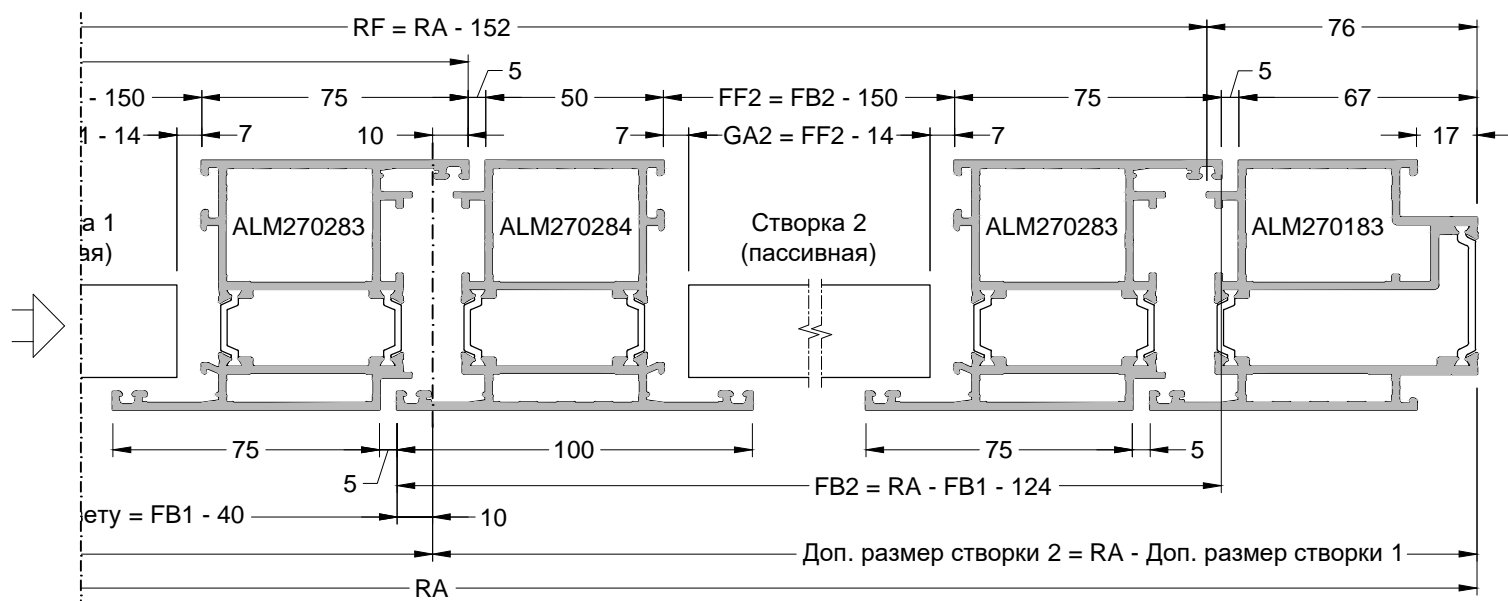 RF = RA - 152
76
5
5
- 150
75
50
FF2 = FB2 - 150
75
67
1 - 14
7
10
7
GA2 = FF2 - 14
7
17
а 1
ая)
ALM270283
ALM270284
Створка 2
(пассивная)
ALM270283
ALM270183
75
100
75
5
5
FB2 = RA - FB1 - 124
ету = FB1 - 40
10
Доп. размер створки 2 = RA - Доп. размер створки 1
RA